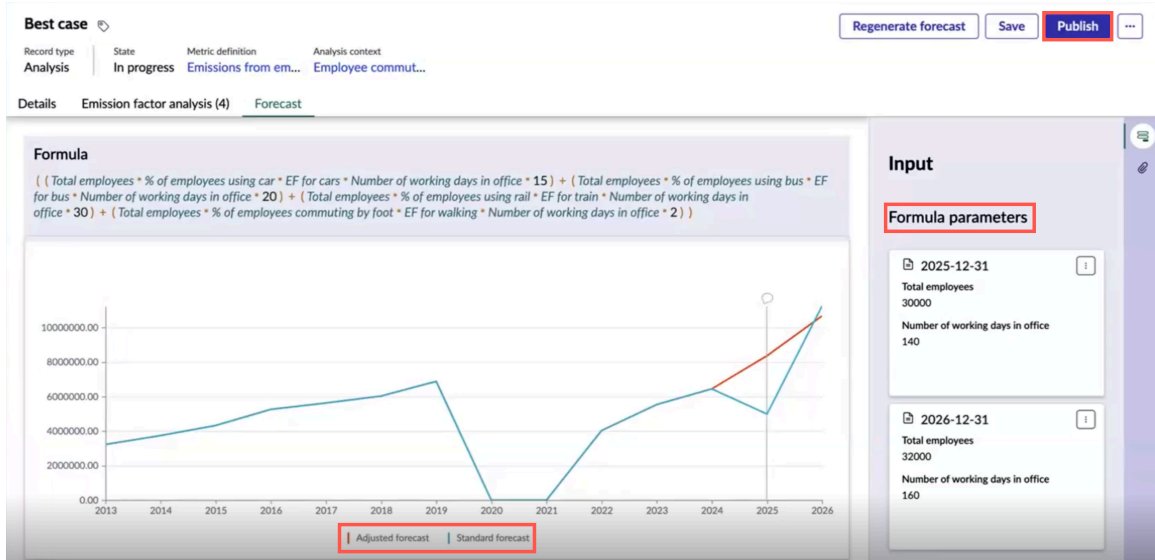 Best case
Regenerate forecast
Save
Publish
Record type
State
Metric definition
Analysis context
Analysis
In progress
Emissions from em...
Employee commut...
Details
Emission factor analysis (4)
Forecast
Formula
( ( Total employees * % of employees using car * EF for cars * Number of working days in office * 15 ) + ( Total employees * % of employees using bus * EF
for bus * Number of working days in office * 20 ) + ( Total employees * % of employees using rail * EF for train * Number of working days in
office * 30 ) + ( Total employees * % of employees commuting by foot * EF for walking * Number of working days in office * 2 ) )
10000000.00
8000000.00
6000000.00
4000000.00
2000000.00
0.00
2013 2014 2015 2016 2017 2018 2019 2020 2021 2022 2023 2024 2025 2026
Adjusted forecast
Standard forecast
Input
Formula parameters
2025-12-31
Total employees
30000
Number of working days in office
140
2026-12-31
Total employees
32000
Number of working days in office
160